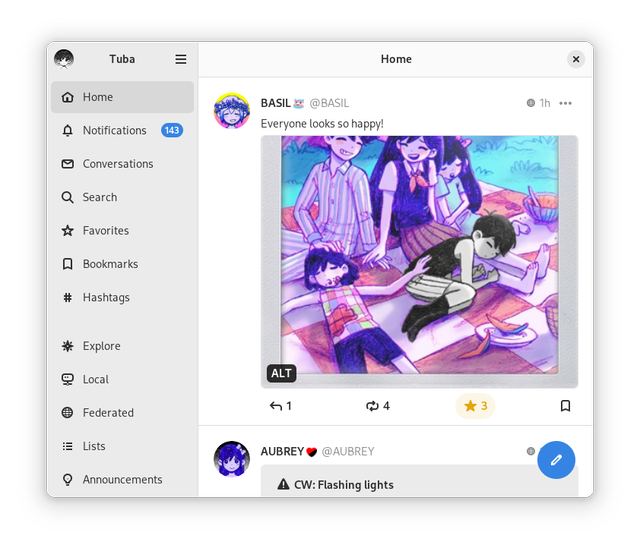 Tuba
Home
Home
Notifications 143
Conversations
Search
Favorites
Bookmarks
Hashtags
Explore
Local
Federated
Lists
Announcements
BASIL @BASIL 1h
Everyone looks so happy!
ALT
1 4 3
AUBREY @AUBREY
CW: Flashing lights